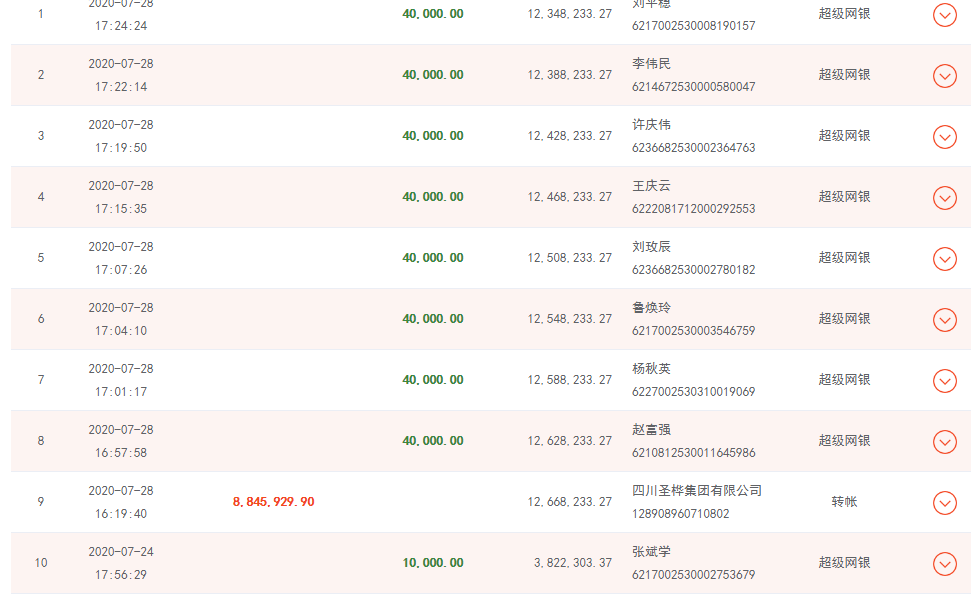 2020-07-28
1 40,000.00 12,348,233.27 超级网银
17:24:24 6217002530008190157
2020-07-28 李伟民
2 40,000.00 12,388,233.27 超级网银
17:22:14 6214672530000580047
2020-07-28 许庆伟
3 40,000.00 12,428,233.27 超级网银
17:19:50 6236682530002364763
2020-07-28 王庆云
4 40,000.00 12,468,233.27 超级网银
17:15:35 6222081712000292553
2020-07-28 刘玫辰
5 40,000.00 12,508,233.27 超级网银
17:07:26 6236682530002780182
2020-07-28 鲁焕玲
6 40,000.00 12,548,233.27 超级网银
17:04:10 6217002530003546759
2020-07-28 杨秋英
7 40,000.00 12,588,233.27 超级网银
17:01:17 6227002530310019069
2020-07-28 赵富强
8 40,000.00 12,628,233.27 超级网银
16:57:58 6210812530011645986
2020-07-28 四川圣桦集团有限公司
9 8,845,929.90 12,668,233.27 转帐
16:19:40 128908960710802
2020-07-24 张斌学
10 10,000.00 3,822,303.37 超级网银
17:56:29 6217002530002753679